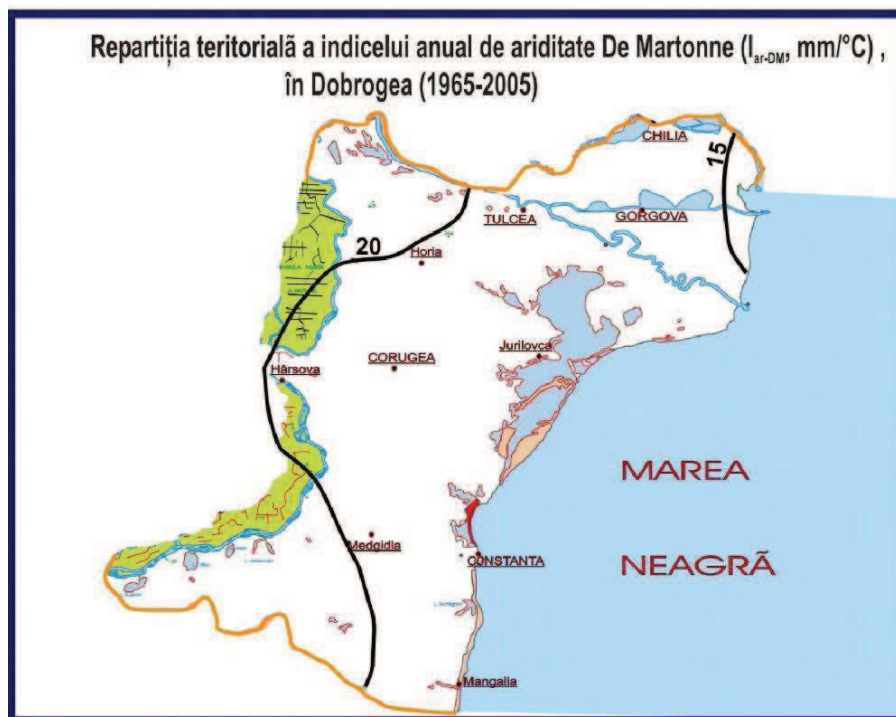 Repartiția teritorială a indicelui anual de ariditate De Martonne (Iar-DM, mm/°C) ,
în Dobrogea (1965-2005)
CHILIA
15
TULCEA
GORGOVA
20
Horia
Jurilovca
CORUGEA
Hârsova
MAREA
Medgidia
CONSTANTA
NEAGRÃ
Mangalia